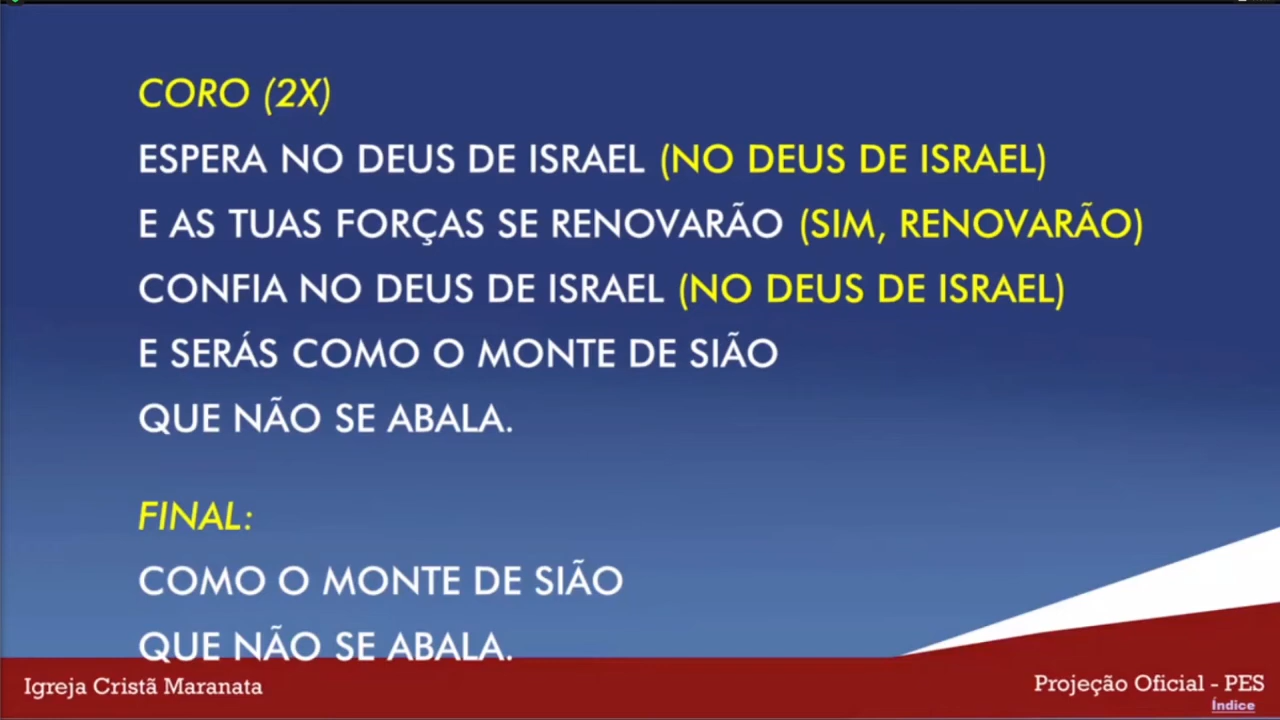 CORO (2X)
ESPERA NO DEUS DE ISRAEL (NO DEUS DE ISRAEL)
E AS TUAS FORÇAS SE RENOVARÃO (SIM, RENOVARÃO)
CONFIA NO DEUS DE ISRAEL (NO DEUS DE ISRAEL)
E SERÁS COMO O MONTE DE SIÃO
QUE NÃO SE ABALA.
FINAL:
COMO O MONTE DE SIÃO
QUE NÃO SE ABALA.
Igreja Cristã Maranata
Projeção Oficial - PES
Índice